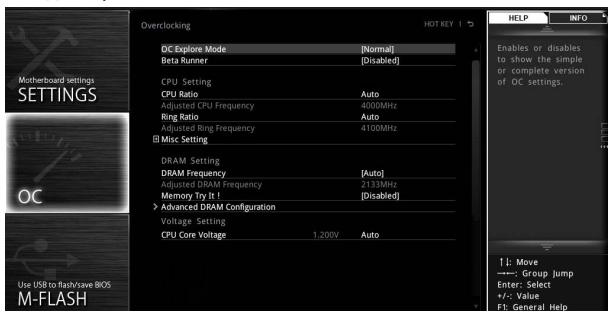 Overclocking
HOT KEY
HELP
INFO
OC Explore Mode [Normal]
Beta Runner [Disabled]
CPU Setting
CPU Ratio Auto
Adjusted CPU Frequency 4000MHz
Ring Ratio Auto
Adjusted Ring Frequency 4100MHz
Misc Setting
DRAM Setting
DRAM Frequency [Auto]
Adjusted DRAM Frequency 2133MHz
Memory Try It ! [Disabled]
Advanced DRAM Configuration
Voltage Setting
CPU Core Voltage 1.200V Auto
Motherboard settings
SETTINGS
OC
Use USB to flash/save BIOS
M-FLASH
Enables or disables
to show the simple
or complete version
of OC settings.
↑↓: Move
→←: Group Jump
Enter: Select
+/-: Value
F1: General Help